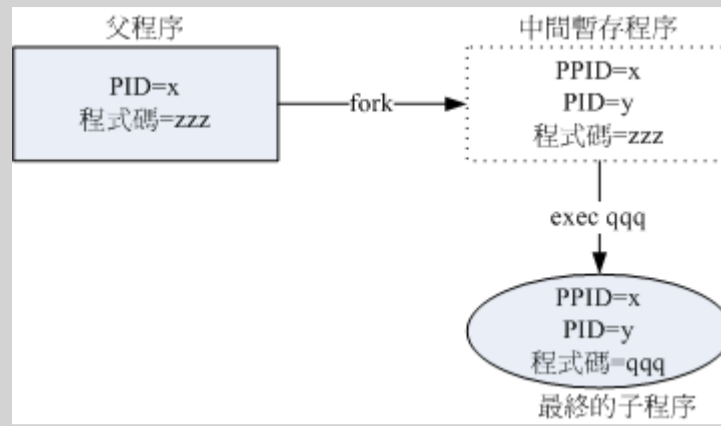 父程序
PID=x
程式碼=zzz
fork
中間暫存程序
PPID=x
PID=y
程式碼=zzz
exec qqq
PPID=x
PID=y
程式碼=qqq
最終的子程序